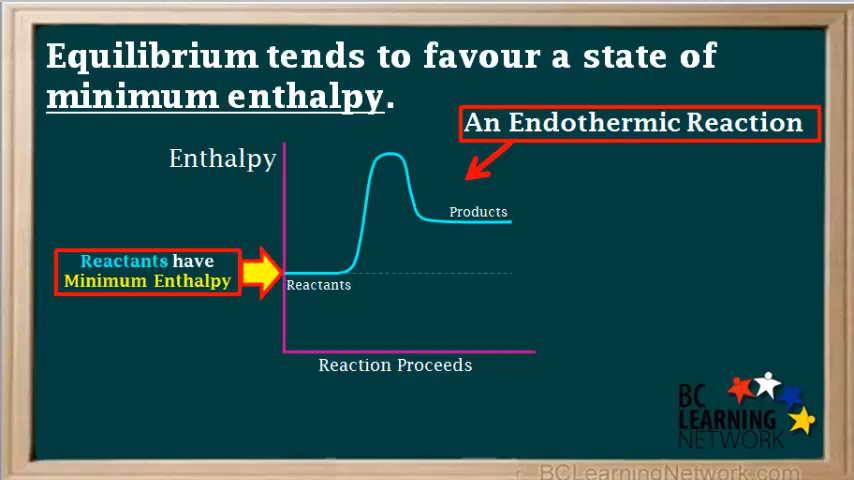 Equilibrium tends to favour a state of
minimum enthalpy.
An Endothermic Reaction
Enthalpy
Products
Reactants have
Minimum Enthalpy
Reactants
Reaction Proceeds
BC
LEARNING
NETWORK
BCLearningNetwork.com